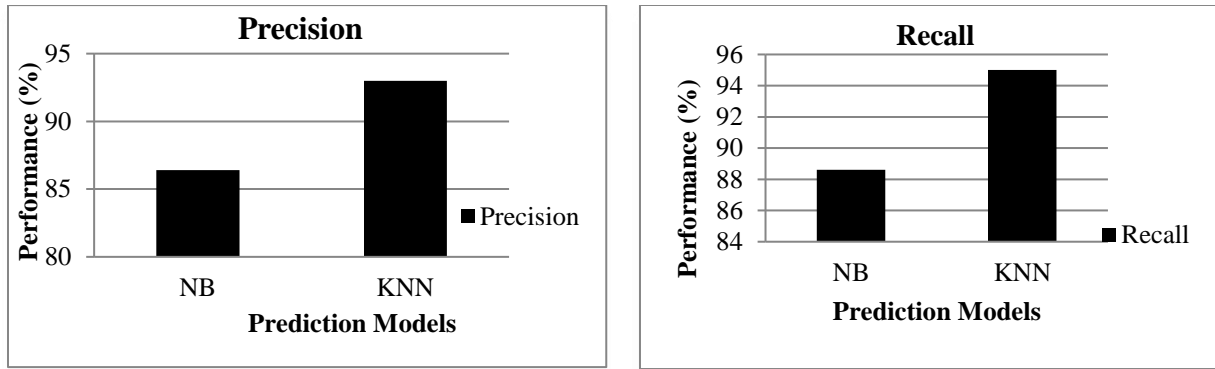 Precision
Performance (%)
95
90
85
80
NB KNN
Prediction Models
Precision
Recall
Performance (%)
96
94
92
90
88
86
84
NB KNN
Prediction Models
Recall